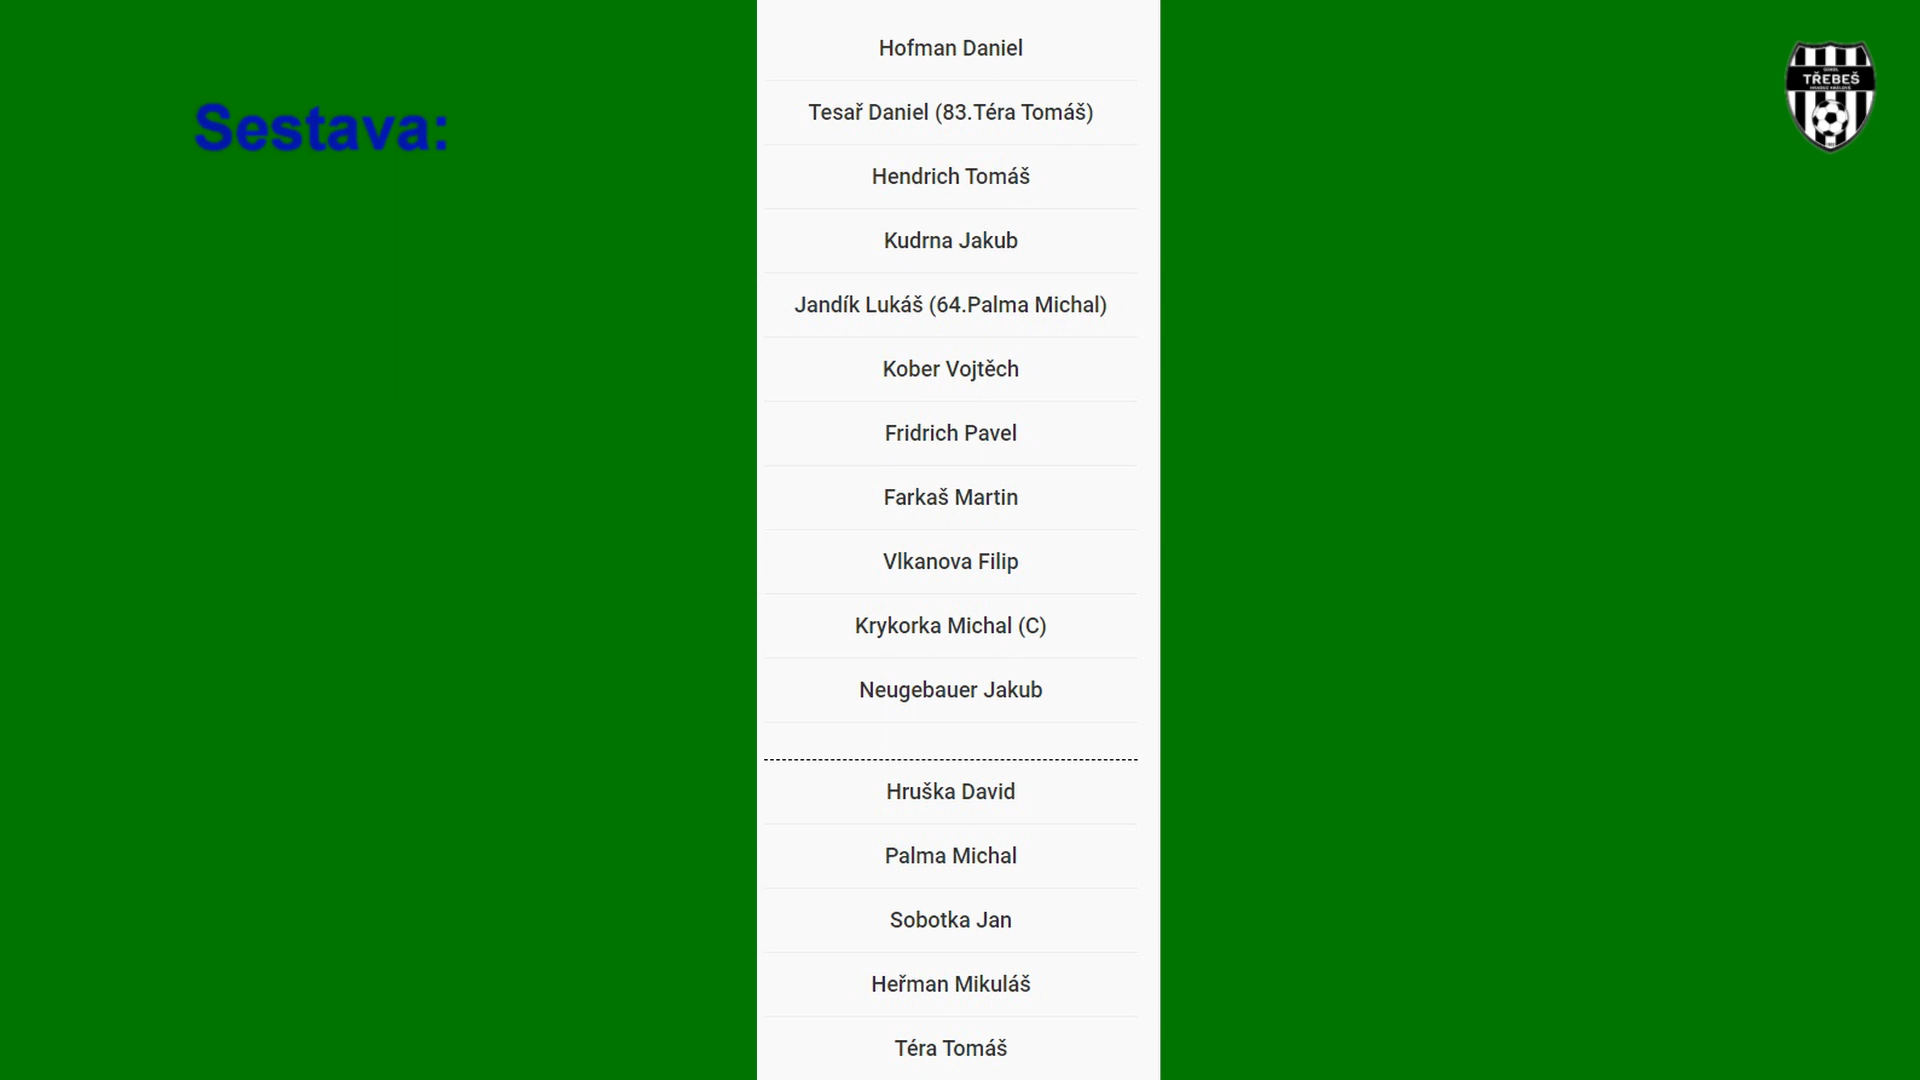 Sestava:
Hofman Daniel
Tesař Daniel (83.Téra Tomáš)
Hendrich Tomáš
Kudrna Jakub
Jandík Lukáš (64.Palma Michal)
Kober Vojtěch
Fridrich Pavel
Farkaš Martin
Vlkanova Filip
Krykorka Michal (C)
Neugebauer Jakub
Hruška David
Palma Michal
Sobotka Jan
Heřman Mikuláš
Téra Tomáš
TŘEBEŠ